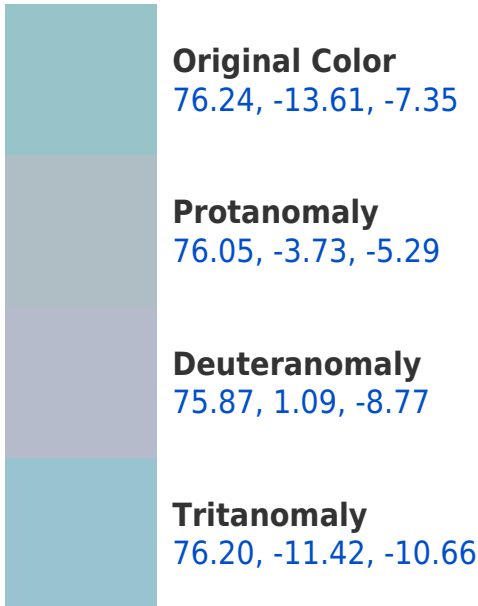 Original Color
76.24, -13.61, -7.35
Protanomaly
76.05, -3.73, -5.29
Deuteranomaly
75.87, 1.09, -8.77
Tritanomaly
76.20, -11.42, -10.66